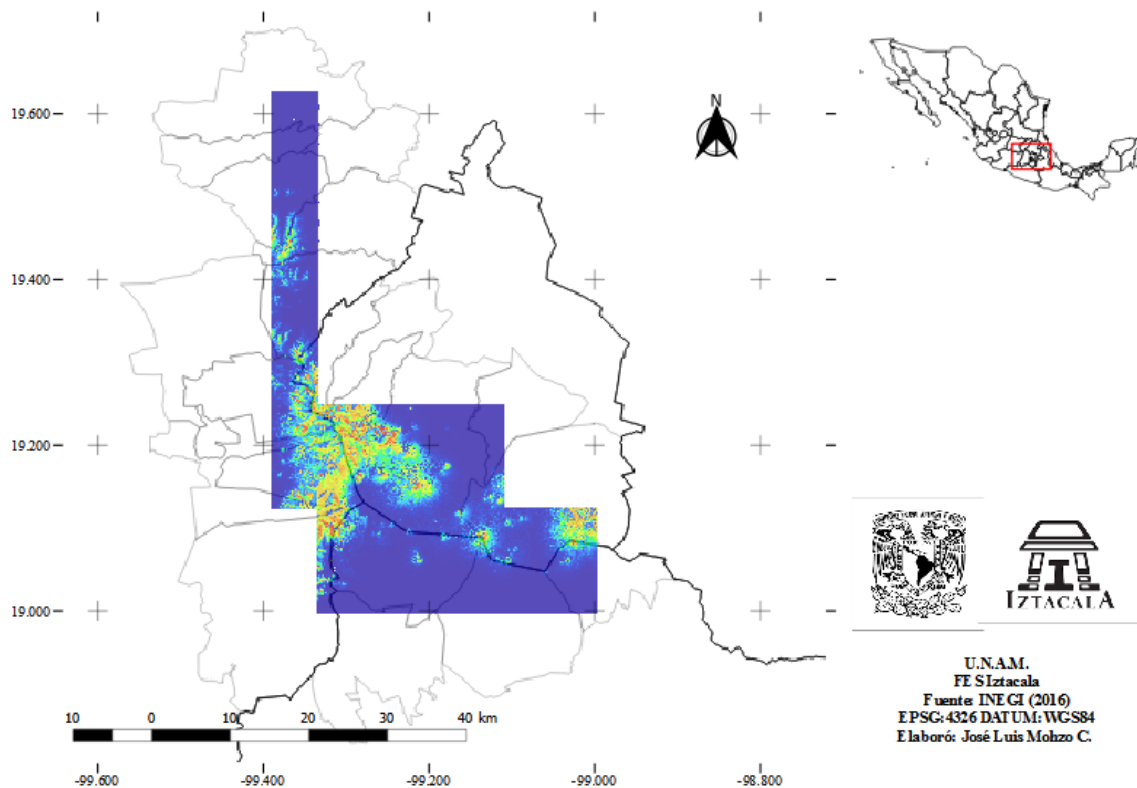 N
19.600
19.400
19.200
19.000
10 0 10 20 30 40 km
-99.600 -99.400 -99.200 -99.000 -98.800
IZTACALA
U.N.A.M.
FES Iztacala
Fuente: INEGI (2016)
EPSG:4326 DATUM:WGS84
Elaboró: José Luis Mohzo C.